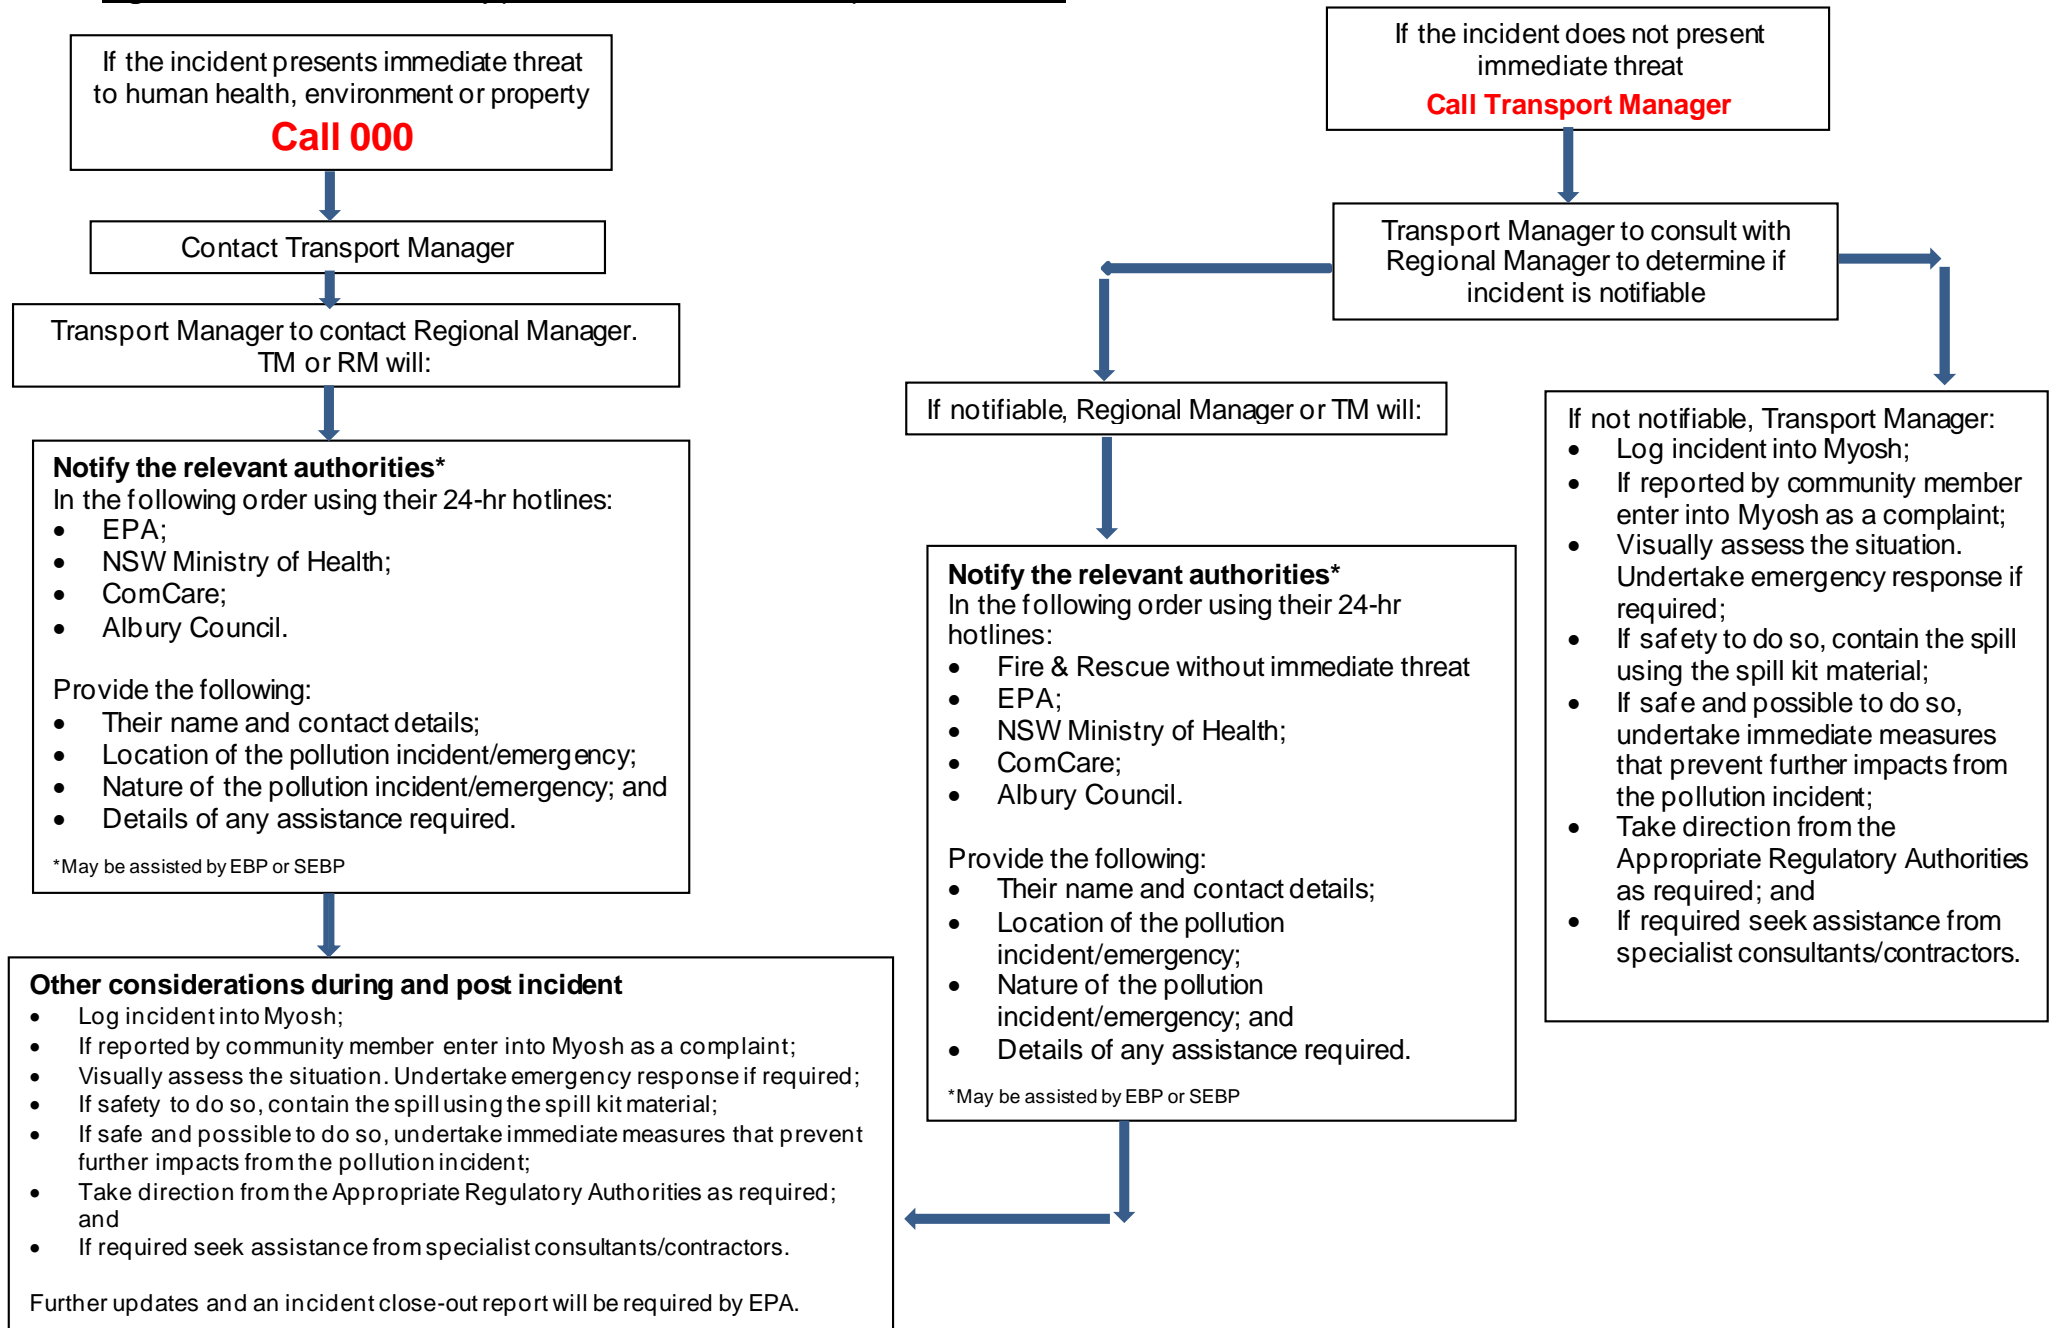 If the incident presents immediate threat
to human health, environment or property
Call 000
Contact Transport Manager
Transport Manager to contact Regional Manager.
TM or RM will:
Notify the relevant authorities*
In the following order using their 24-hr hotlines:
• EPA;
• NSW Ministry of Health;
• ComCare;
• Albury Council.
Provide the following:
• Their name and contact details;
• Location of the pollution incident/emergency;
• Nature of the pollution incident/emergency; and
• Details of any assistance required.
*May be assisted by EBP or SEBP
Other considerations during and post incident
• Log incident into Myosh;
• If reported by community member enter into Myosh as a complaint;
• Visually assess the situation. Undertake emergency response if required;
• If safety to do so, contain the spill using the spill kit material;
• If safe and possible to do so, undertake immediate measures that prevent
further impacts from the pollution incident;
• Take direction from the Appropriate Regulatory Authorities as required;
and
• If required seek assistance from specialist consultants/contractors.
Further updates and an incident close-out report will be required by EPA.
If the incident does not present
immediate threat
Call Transport Manager
Transport Manager to consult with
Regional Manager to determine if
incident is notifiable
If notifiable, Regional Manager or TM will:
Notify the relevant authorities*
In the following order using their 24-hr
hotlines:
• Fire & Rescue without immediate threat
• EPA;
• NSW Ministry of Health;
• ComCare;
• Albury Council.
Provide the following:
• Their name and contact details;
• Location of the pollution
incident/emergency;
• Nature of the pollution
incident/emergency; and
• Details of any assistance required.
*May be assisted by EBP or SEBP
If not notifiable, Transport Manager:
• Log incident into Myosh;
• If reported by community member
enter into Myosh as a complaint;
• Visually assess the situation.
Undertake emergency response if
required;
• If safety to do so, contain the spill
using the spill kit material;
• If safe and possible to do so,
undertake immediate measures
that prevent further impacts from
the pollution incident;
• Take direction from the
Appropriate Regulatory Authorities
as required; and
• If required seek assistance from
specialist consultants/contractors.